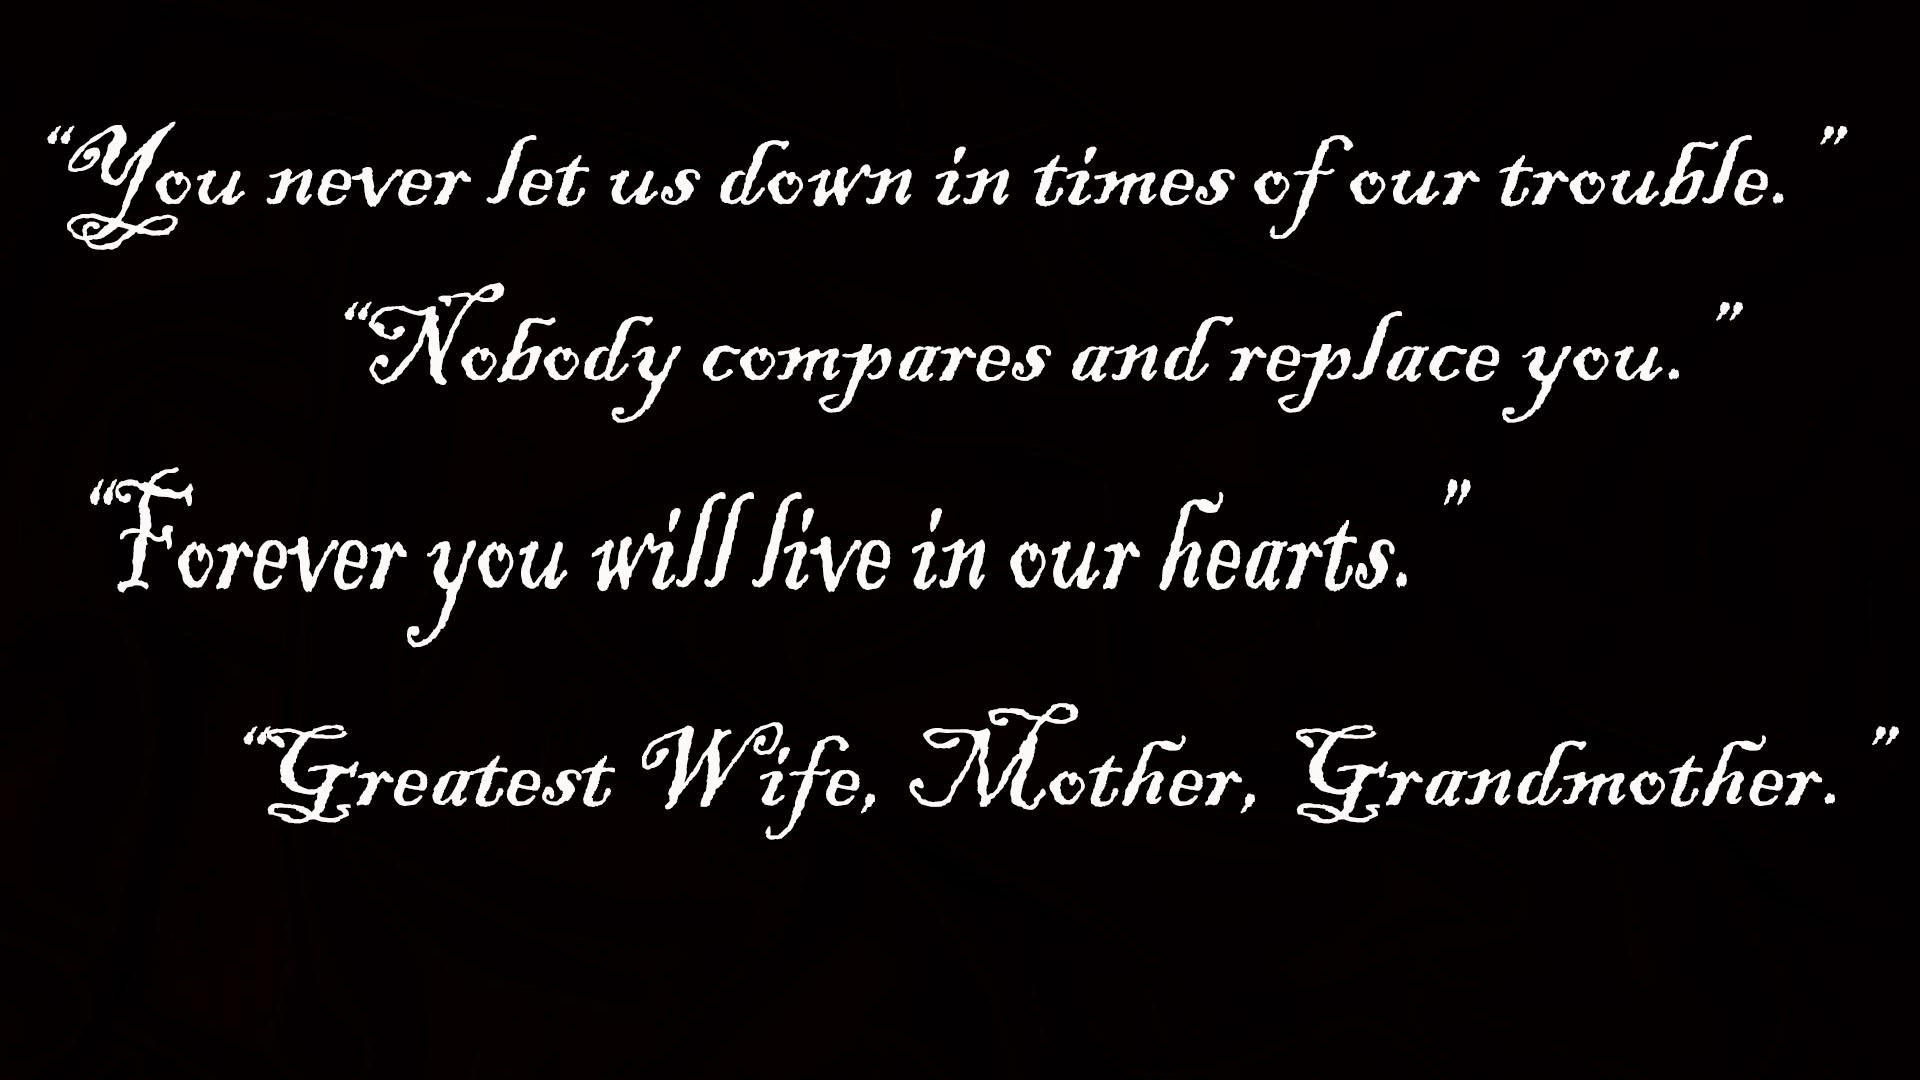 “You never let us down in times of our trouble. ”
“Nobody compares and replace you. ”
“Forever you will live in our hearts. ”
“Greatest Wife, Mother, Grandmother. ”